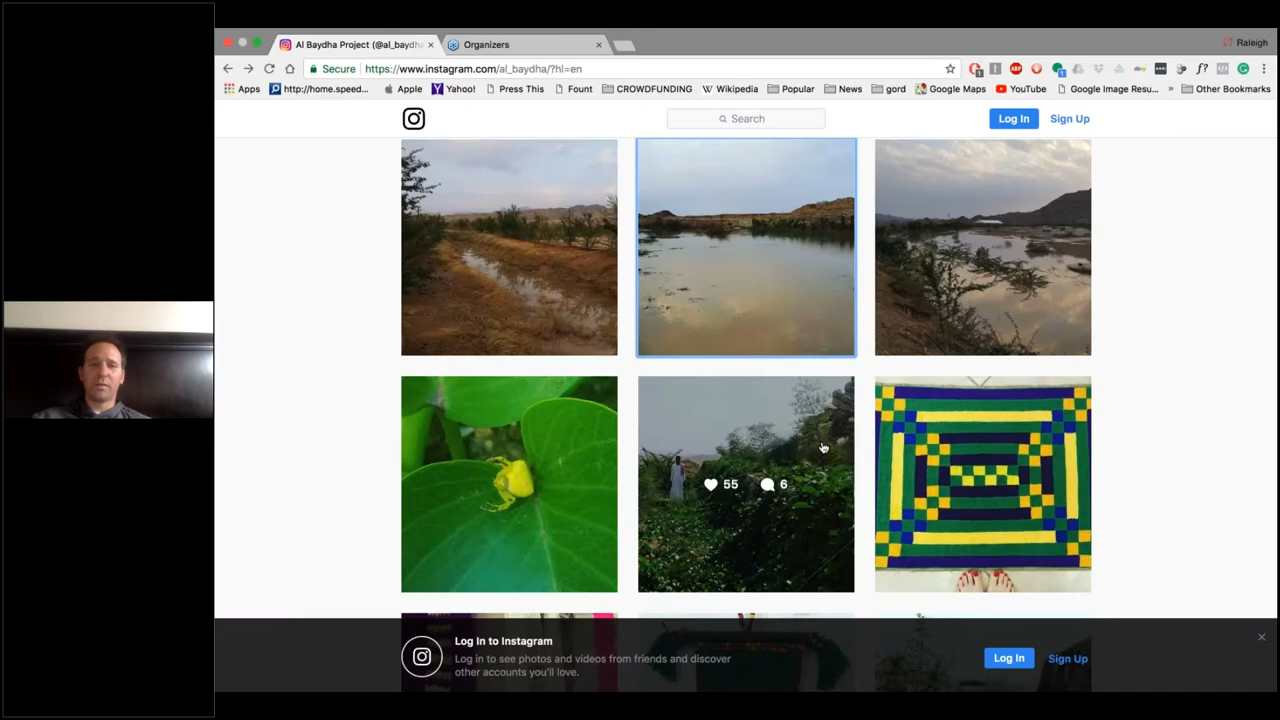 Al Baydha Project (@al_baydha
Organizers
Raleigh
Secure
https://www.instagram.com/al_baydha/?hl=en
Apps
http://home.speed...
Apple
Yahoo!
Press This
Fount
CROWDFUNDING
Wikipedia
Popular
News
gord
Google Maps
YouTube
Google Image Resu...
»
Other Bookmarks
Search
Log In
Sign Up
55
6
Log In to Instagram
Log in to see photos and videos from friends and discover
other accounts you'll love.
Log In
Sign Up